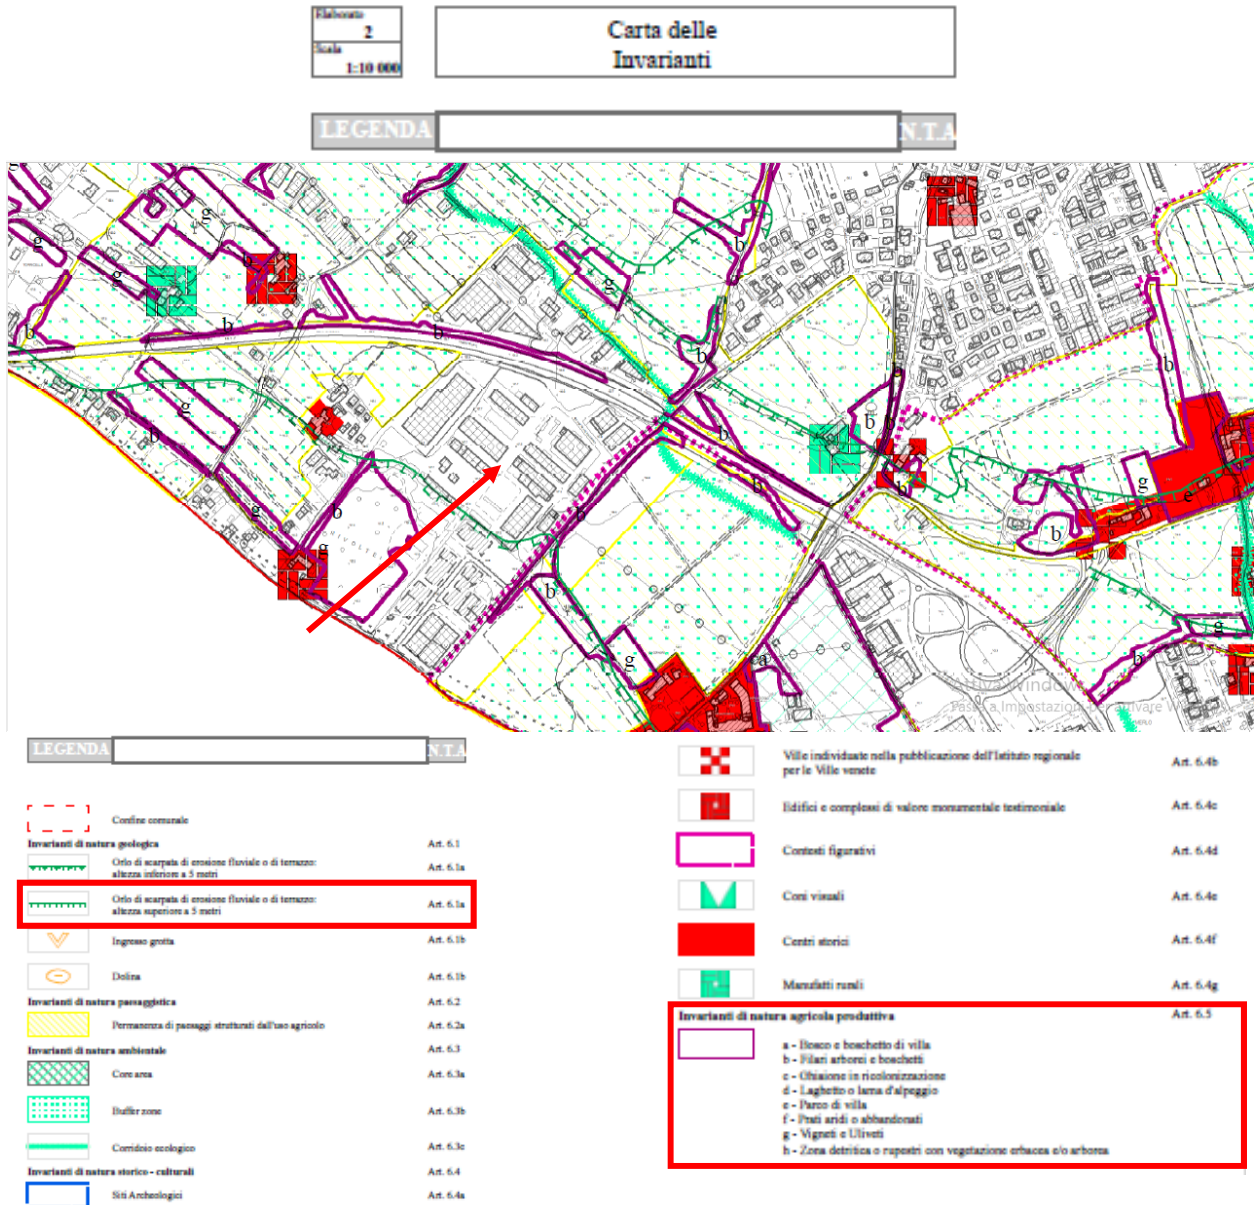 Elaborato
2
Scala
1:10 000
Carta delle
Invarianti
LEGENDA
N.T.A
g
g
g
g
b
b
b
b
g
b
g
b
b
b
g
b
b
b
b
b
b
b
b
g
e
b
b
g
a
g
b
LEGENDA
N.T.A
Confine comunale
Invarianti di natura geologica Art. 6.1
Orlo di scarpata di erosione fluviale o di terrazzo:
altezza inferiore a 5 metri Art. 6.1a
Orlo di scarpata di erosione fluviale o di terrazzo:
altezza superiore a 5 metri Art. 6.1a
Ingresso grotta Art. 6.1b
Dolina Art. 6.1b
Invarianti di natura paesaggistica Art. 6.2
Permanenza di paesaggi strutturati dall'uso agricolo Art. 6.2a
Invarianti di natura ambientale Art. 6.3
Core area Art. 6.3a
Buffer zone Art. 6.3b
Corridoio ecologico Art. 6.3c
Invarianti di natura storico - culturali Art. 6.4
Siti Archeologici Art. 6.4a
Ville individuate nella pubblicazione dell'Istituto regionale
per le Ville venete Art. 6.4b
Edifici e complessi di valore monumentale testimoniale Art. 6.4c
Contesti figurativi Art. 6.4d
Coni visuali Art. 6.4e
Centri storici Art. 6.4f
Manufatti rurali Art. 6.4g
Invarianti di natura agricola produttiva Art. 6.5
a - Bosco e boschetto di villa
b - Filari arborei e boschetti
c - Ghiaione in ricolonizzazione
d - Laghetto o lama d'alpeggio
e - Parco di villa
f - Prati aridi o abbandonati
g - Vigneti e Uliveti
h - Zona detritica o rupestri con vegetazione erbacea e/o arborea